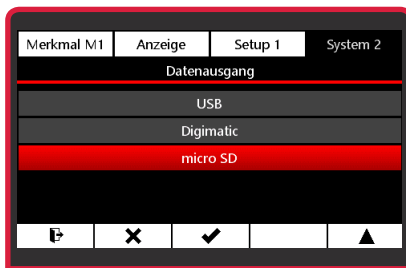 Merkmal M1 Anzeige Setup 1 System 2
Datenausgang
USB
Digimatic
micro SD